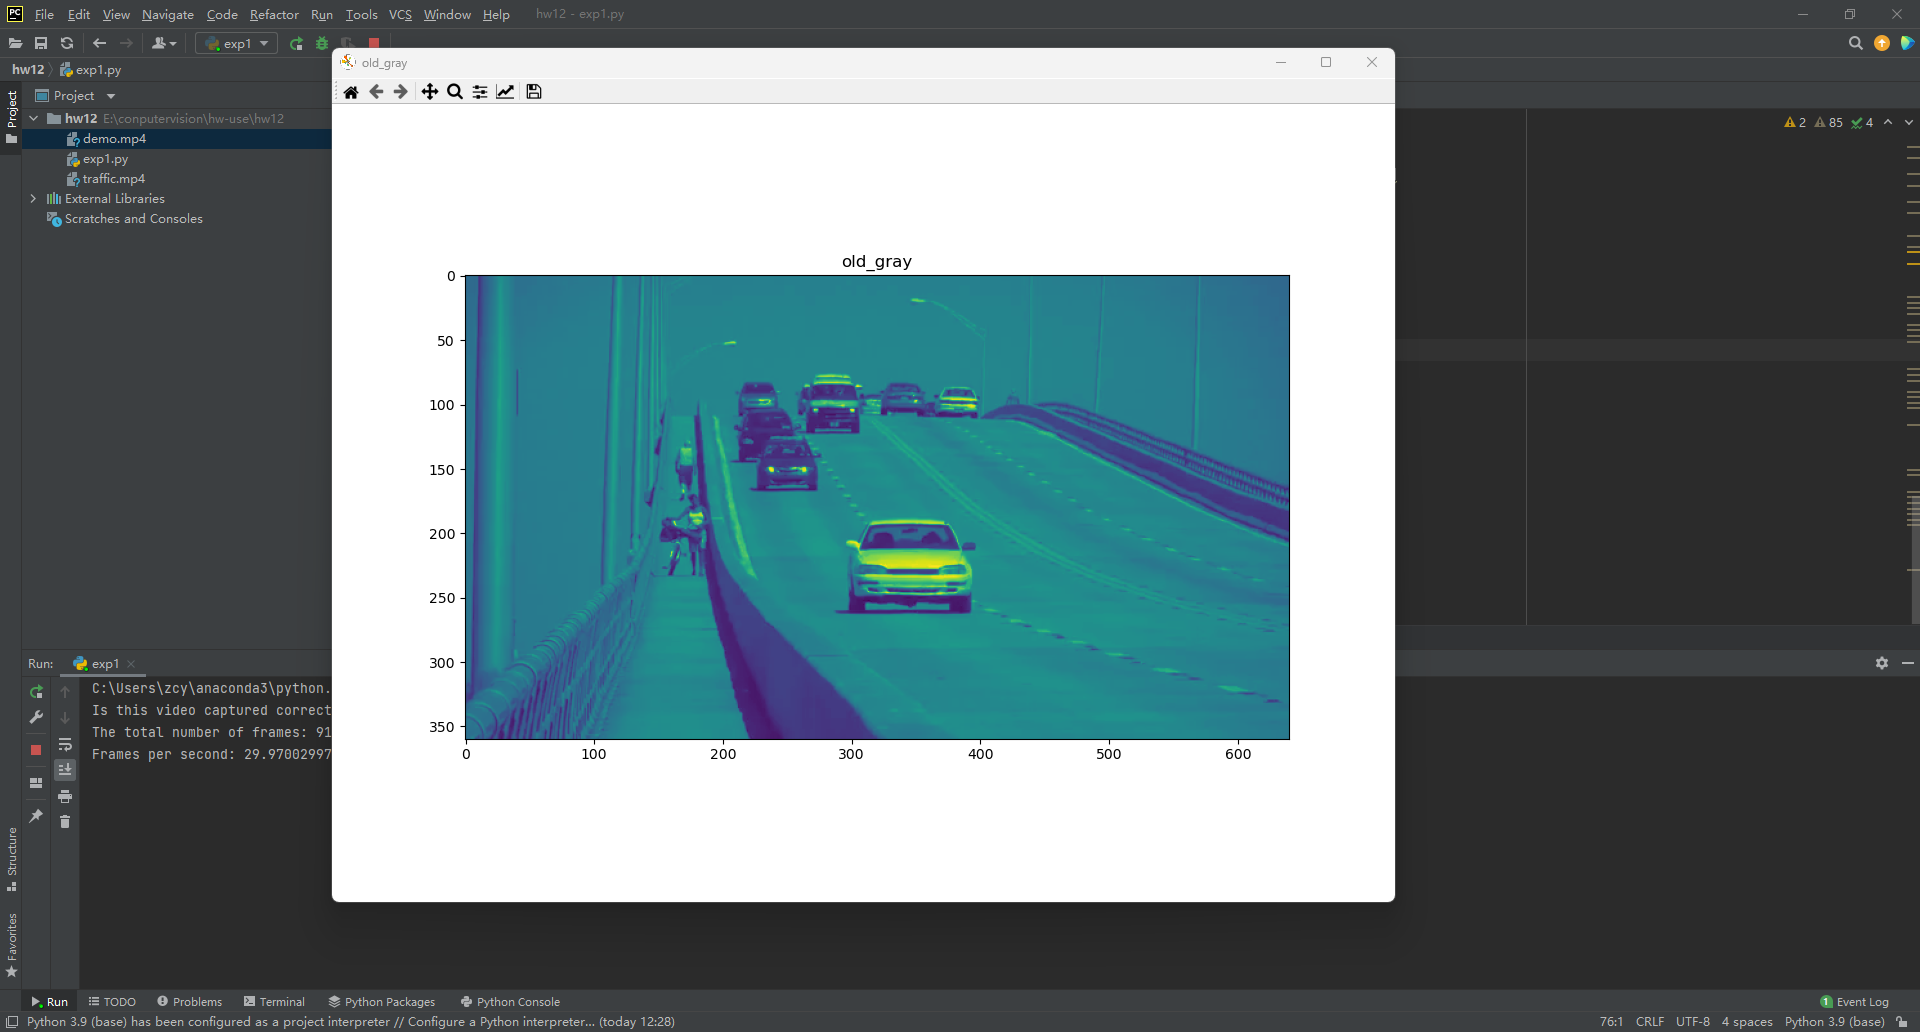 File Edit View Navigate Code Refactor Run Tools VCS Window Help hw12 - exp1.py
exp1
hw12 exp1.py
Project
Project
hw12 E:\conputervision\hw-use\hw12
demo.mp4
exp1.py
traffic.mp4
External Libraries
Scratches and Consoles
2 85 4
old_gray
old_gray
0
50
100
150
200
250
300
350
0 100 200 300 400 500 600
Run: exp1
C:\Users\zcy\anaconda3\python.
Is this video captured correct
The total number of frames: 91
Frames per second: 29.97002997
Structure
Favorites
Run TODO Problems Terminal Python Packages Python Console
1 Event Log
Python 3.9 (base) has been configured as a project interpreter // Configure a Python interpreter... (today 12:28)
76:1 CRLF UTF-8 4 spaces Python 3.9 (base)